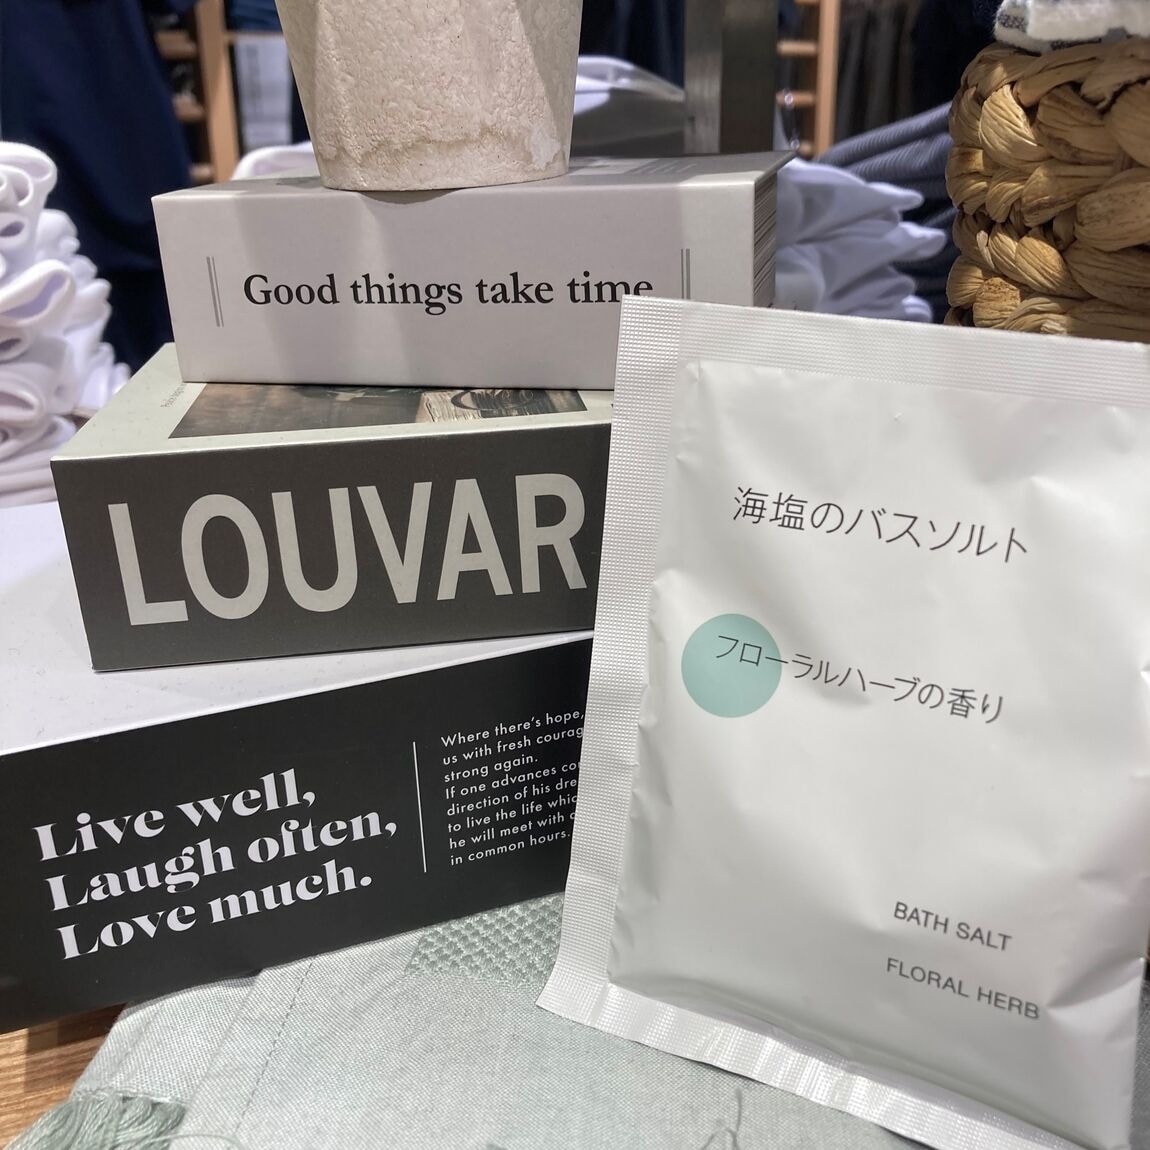 Good things take time
LOUVAR
Live well,
Laugh often,
Love much.
Where there's hope,
us with fresh courag
strong again.
If one advances co
direction of his dre
to live the life whic
he will meet with
in common hours.
海塩のバスソルト
フローラルハーブの香り
BATH SALT
FLORAL HERB